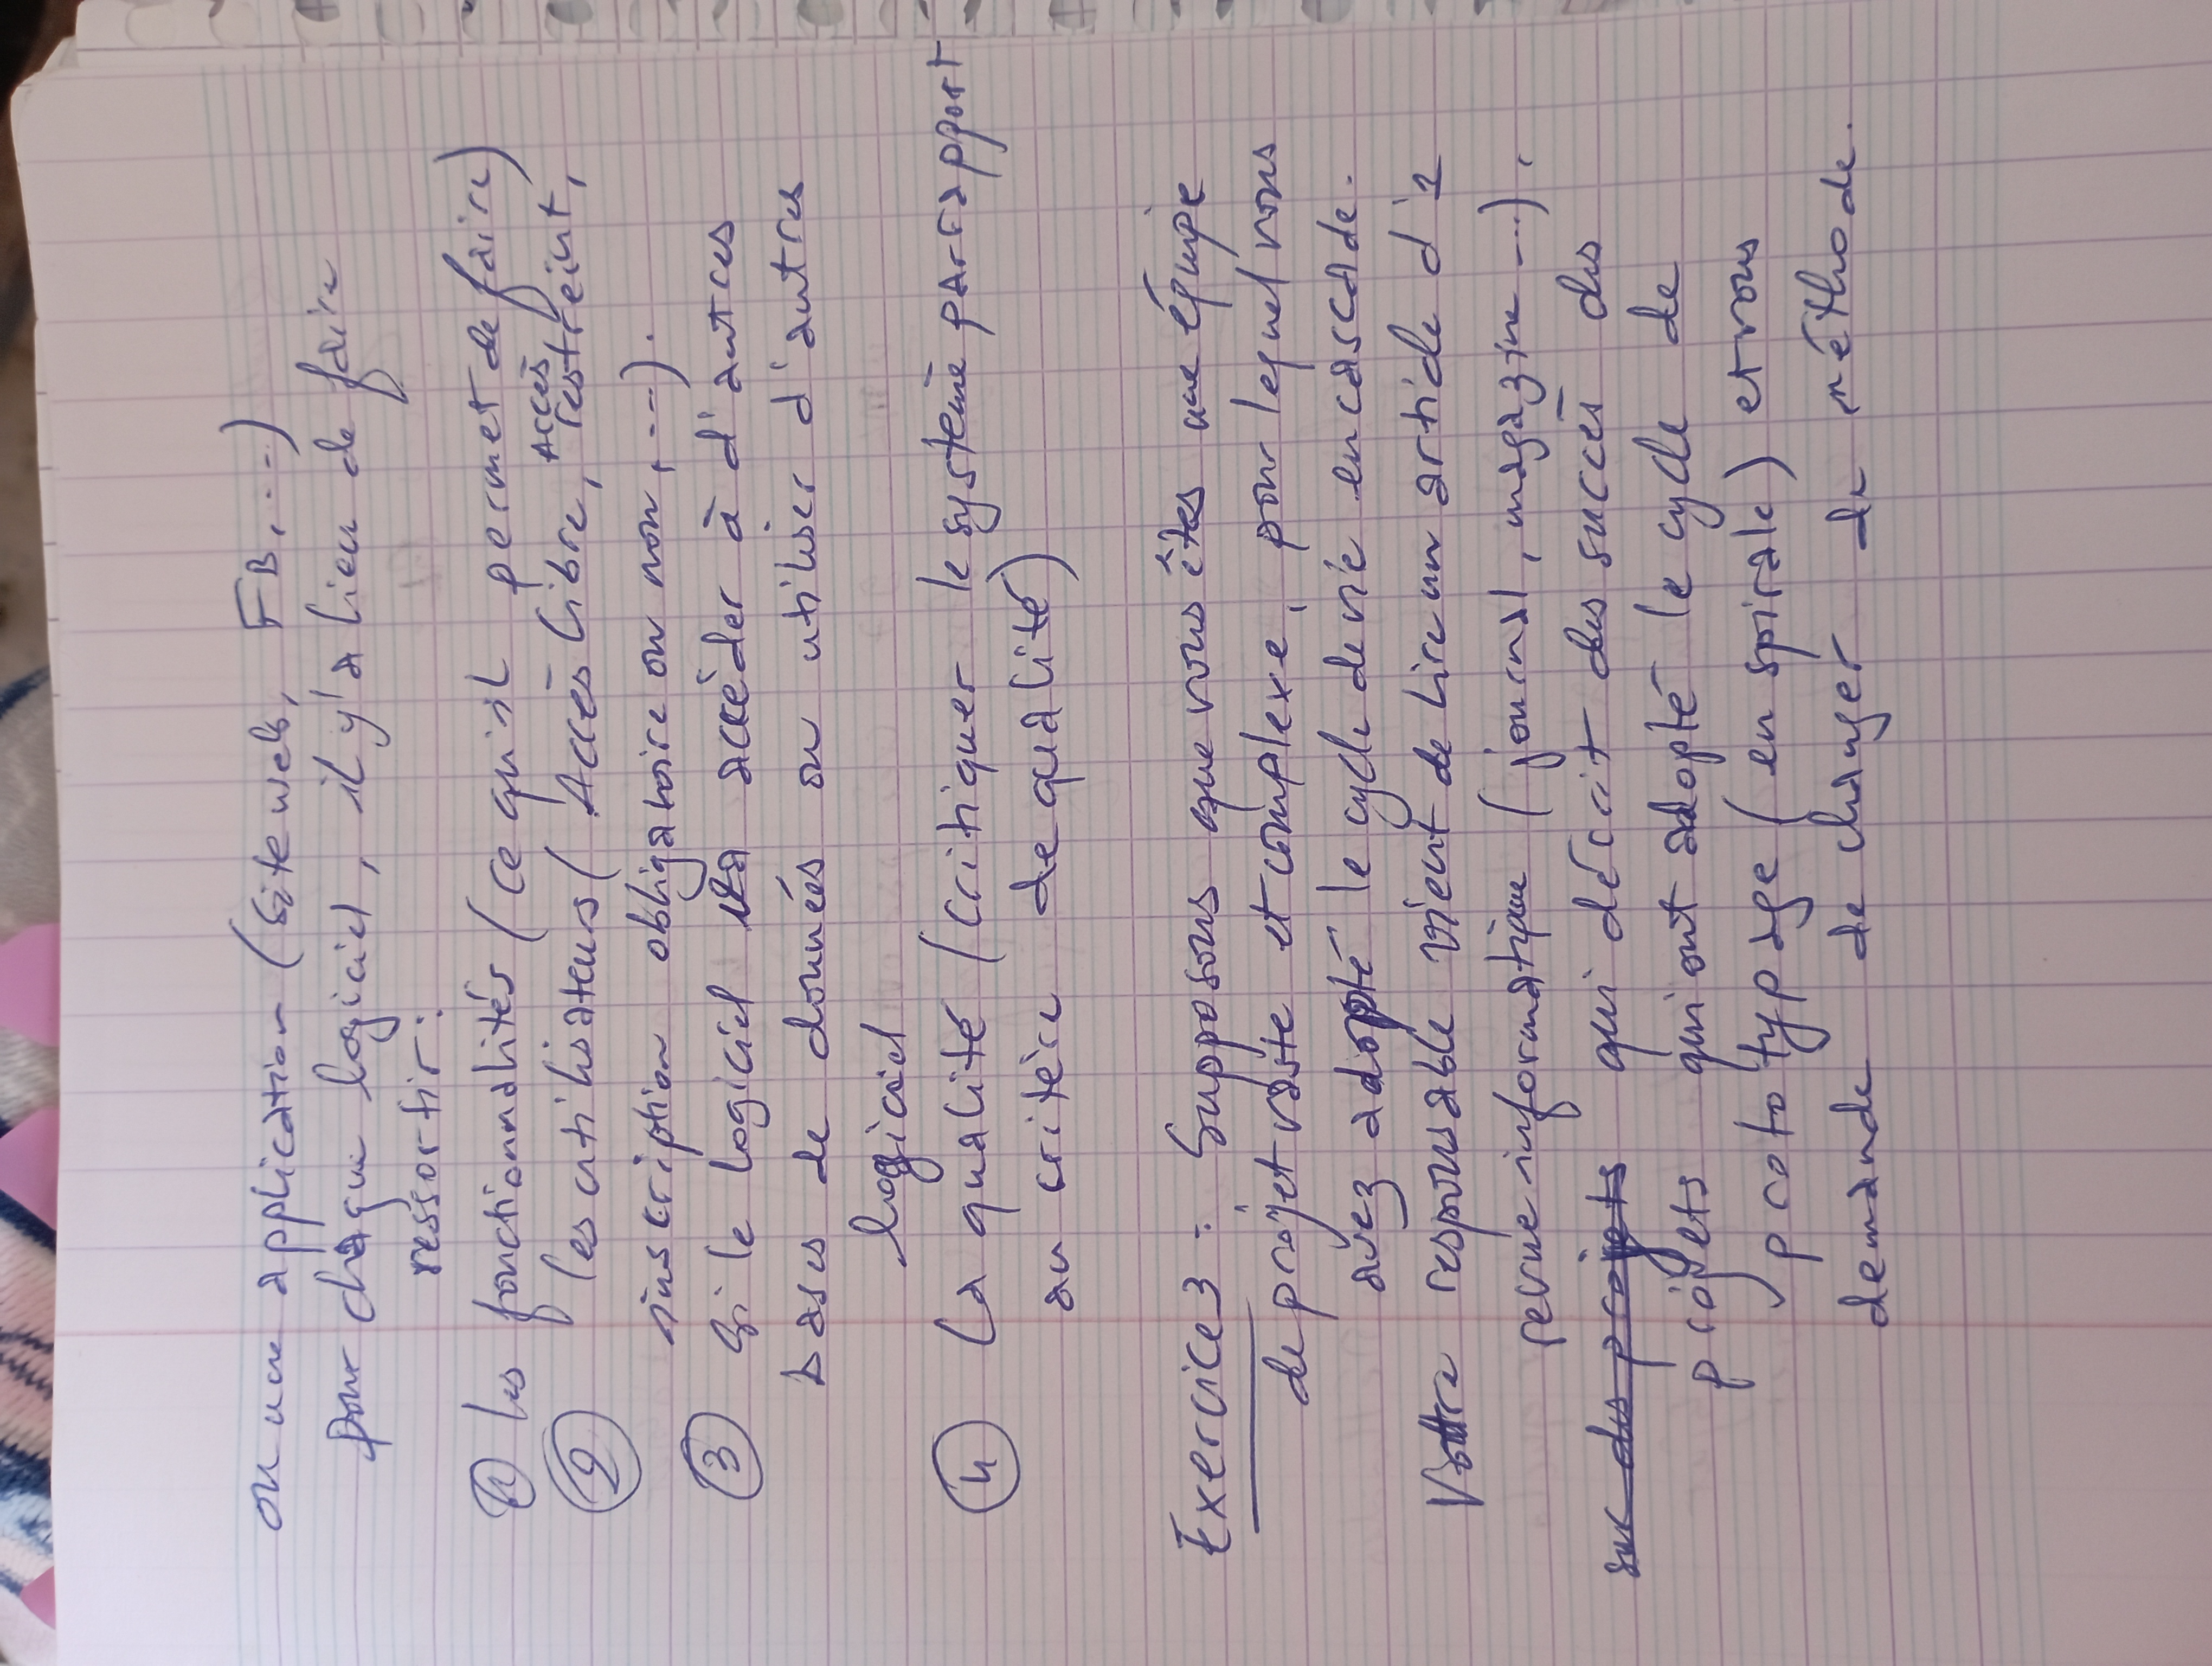 ou une application (Site web, FB, ...)
pour chaque logiciel, il y'a lieu de faire
ressortir:
① les fonctionnalités (ce qu'il permet de faire)
② les utilisateurs (Accès libre, Accès restreint,
inscription obligatoire ou non, ...).
③ Si le logiciel va accèder à d'autres
bases de données ou utiliser d'autres
logiciel
④ La qualité (critiquer le système par rapport
au critère de qualité)
Exercice 3 : Supposons que vous êtes une équipe
de projet vaste et complexe, pour lequel vous
avez adopté le cycle de vie en cascade.
Votre responsable vient de lire un article d'1
revue informatique (journal, magazine ...),
sur des projets qui décrit des succès des
projets qui ont adopté le cycle de
prototypage (en spirale) et vous
demande de changer de méthode.